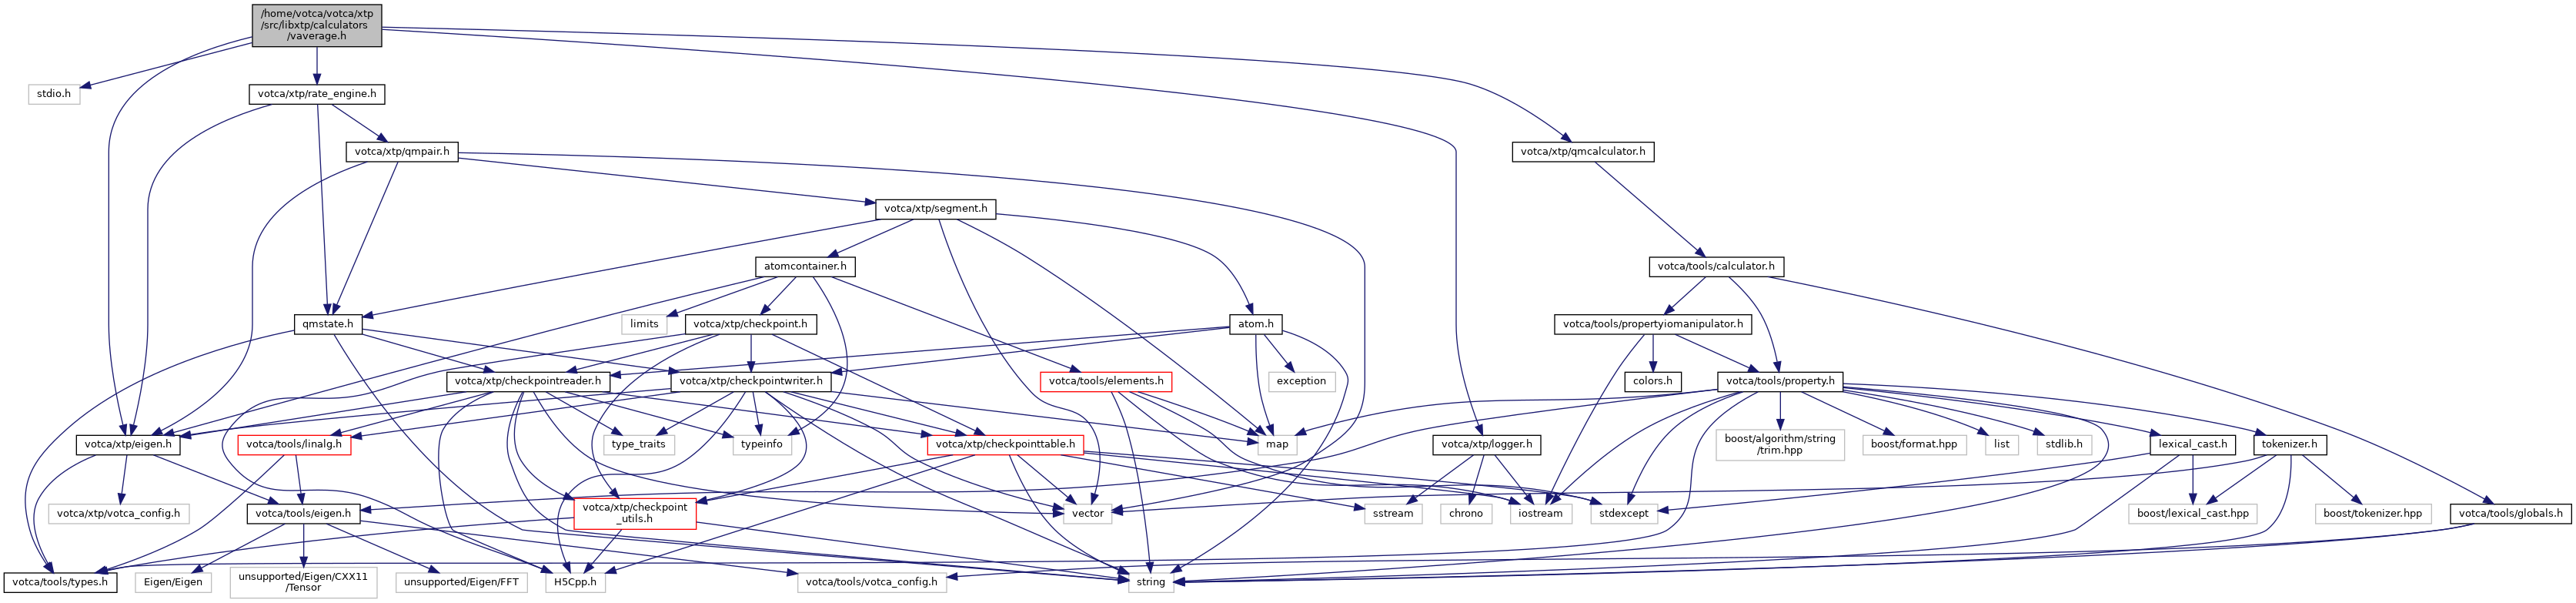 /home/votca/votca/xtp
/src/libxtp/calculators
/vaverage.h
stdio.h
votca/xtp/rate_engine.h
votca/xtp/qmpair.h
votca/xtp/qmcalculator.h
votca/xtp/segment.h
atomcontainer.h
votca/tools/calculator.h
qmstate.h
limits
votca/xtp/checkpoint.h
atom.h
votca/tools/propertyiomanipulator.h
votca/xtp/checkpointreader.h
votca/xtp/checkpointwriter.h
votca/tools/elements.h
exception
colors.h
votca/tools/property.h
votca/xtp/eigen.h
votca/tools/linalg.h
type_traits
typeinfo
votca/xtp/checkpointtable.h
map
votca/xtp/logger.h
boost/algorithm/string
/trim.hpp
boost/format.hpp
list
stdlib.h
lexical_cast.h
tokenizer.h
votca/xtp/votca_config.h
votca/tools/eigen.h
votca/xtp/checkpoint
_utils.h
vector
sstream
chrono
iostream
stdexcept
boost/lexical_cast.hpp
boost/tokenizer.hpp
votca/tools/globals.h
votca/tools/types.h
Eigen/Eigen
unsupported/Eigen/CXX11
/Tensor
unsupported/Eigen/FFT
H5Cpp.h
votca/tools/votca_config.h
string